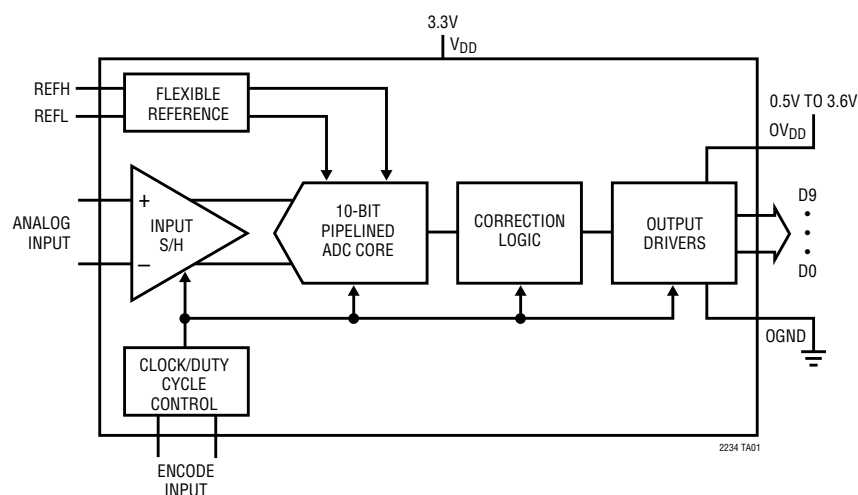 3.3V
VDD
REFH
REFL
FLEXIBLE
REFERENCE
0.5V TO 3.6V
OVDD
ANALOG
INPUT
+
–
INPUT
S/H
10-BIT
PIPELINED
ADC CORE
CORRECTION
LOGIC
OUTPUT
DRIVERS
D9
•
•
•
D0
OGND
CLOCK/DUTY
CYCLE
CONTROL
ENCODE
INPUT
2234 TA01